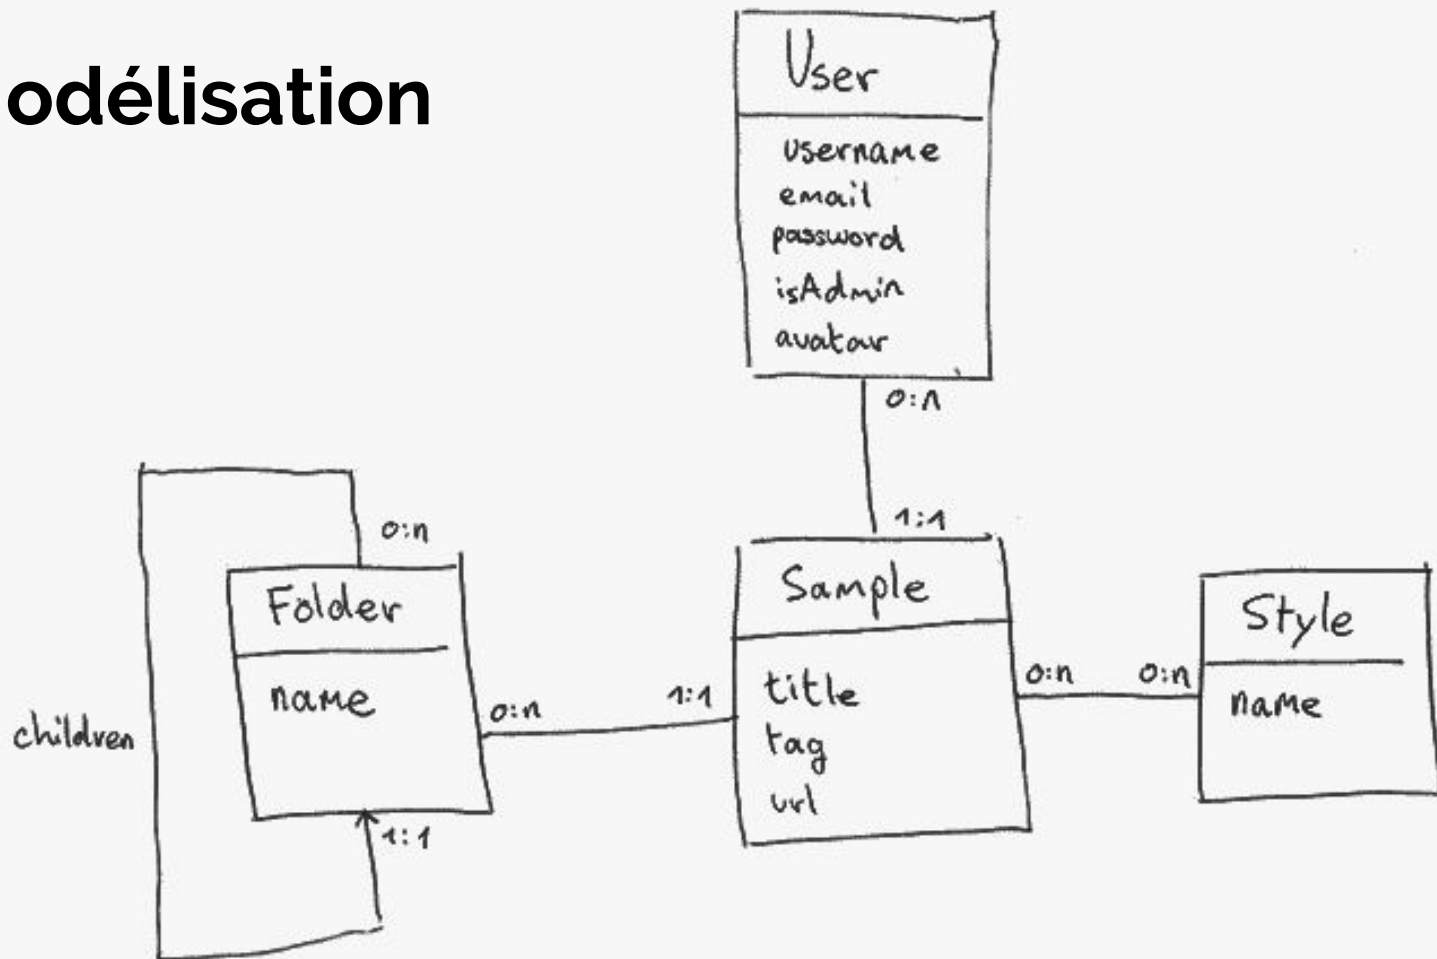 odélisation
User
username
email
password
isAdmin
avatar
0:n
1:1
0:n
Folder
name
children
1:1
0:n
1:1
Sample
title
tag
url
0:n
0:n
Style
name